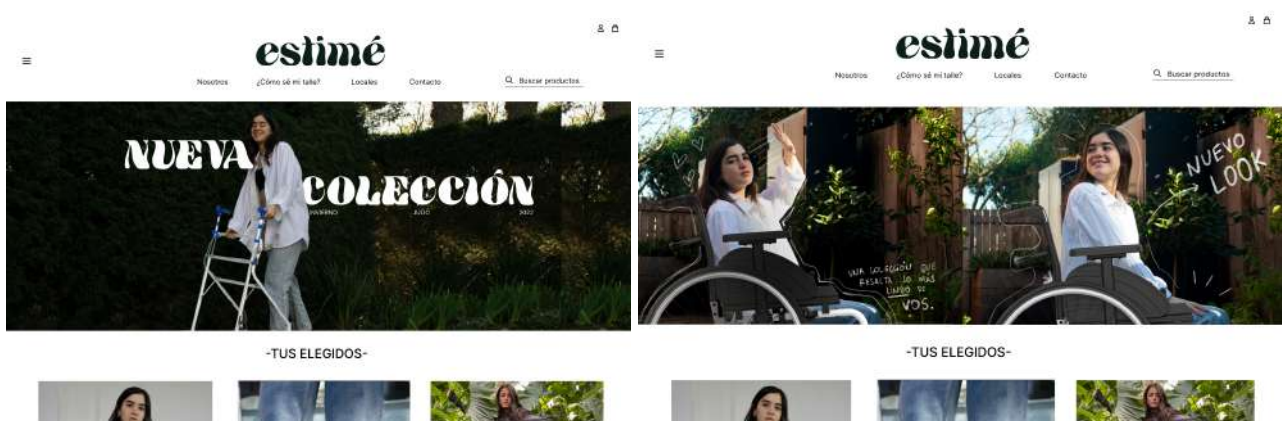 estimé
Nosotros ¿Cómo sé mi talle? Locales Contacto Buscar productos
NUEVA
COLECCIÓN
INVIERNO 2022
-TUS ELEGIDOS-
estimé
Nosotros ¿Cómo sé mi talle? Locales Contacto Buscar productos
NUEVO
LOOK
UNA COLECCIÓN QUE
RESALTA LO MÁS
LINDO DE
VOS.
-TUS ELEGIDOS-